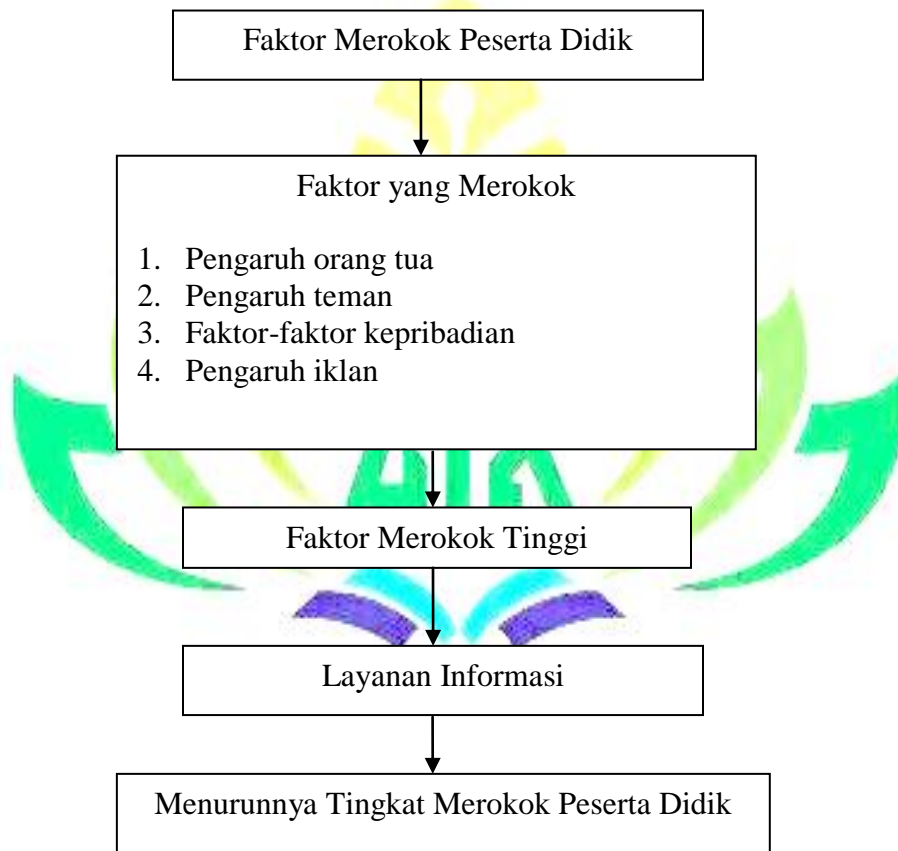 Faktor Merokok Peserta Didik
Faktor yang Merokok
1. Pengaruh orang tua
2. Pengaruh teman
3. Faktor-faktor kepribadian
4. Pengaruh iklan
Faktor Merokok Tinggi
Layanan Informasi
Menurunnya Tingkat Merokok Peserta Didik